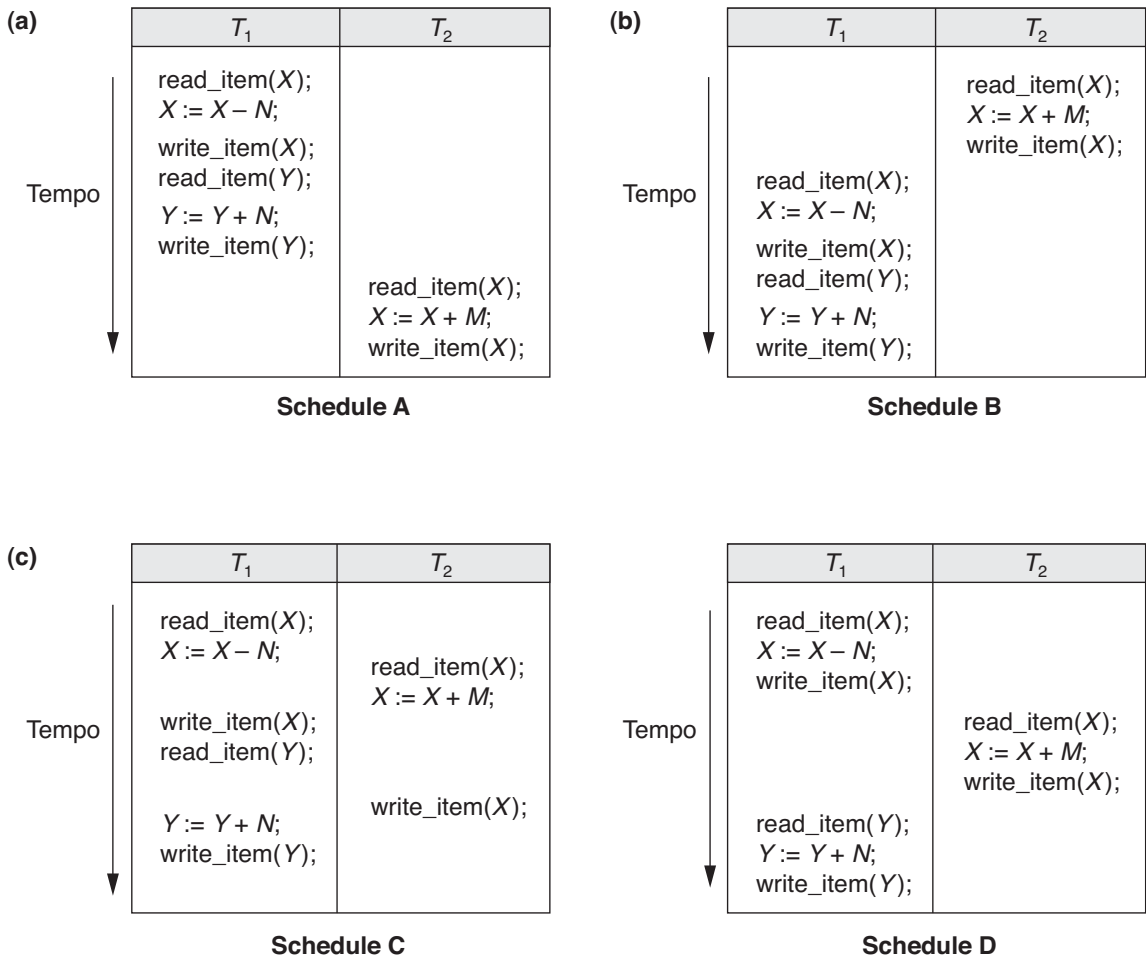 (a)
T1 T2
read_item(X);
X := X – N;
write_item(X);
read_item(Y);
Tempo
Y := Y + N;
write_item(Y);
read_item(X);
X := X + M;
write_item(X);
Schedule A
(b)
T1 T2
read_item(X);
X := X + M;
write_item(X);
Tempo
read_item(X);
X := X – N;
write_item(X);
read_item(Y);
Y := Y + N;
write_item(Y);
Schedule B
(c)
T1 T2
read_item(X);
X := X – N;
read_item(X);
X := X + M;
Tempo
write_item(X);
read_item(Y);
write_item(X);
Y := Y + N;
write_item(Y);
Schedule C
T1 T2
read_item(X);
X := X – N;
write_item(X);
Tempo
read_item(X);
X := X + M;
write_item(X);
read_item(Y);
Y := Y + N;
write_item(Y);
Schedule D